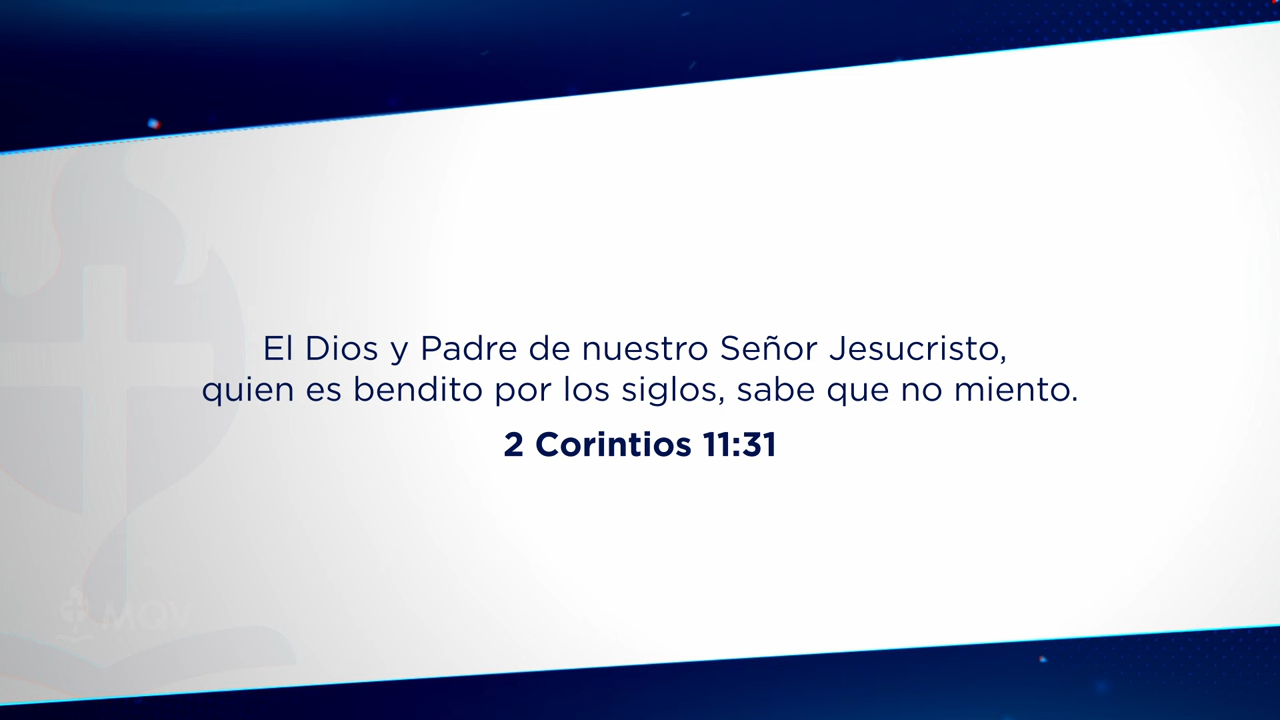 El Dios y Padre de nuestro Señor Jesucristo,
quien es bendito por los siglos, sabe que no miento.
2 Corintios 11:31
MQV